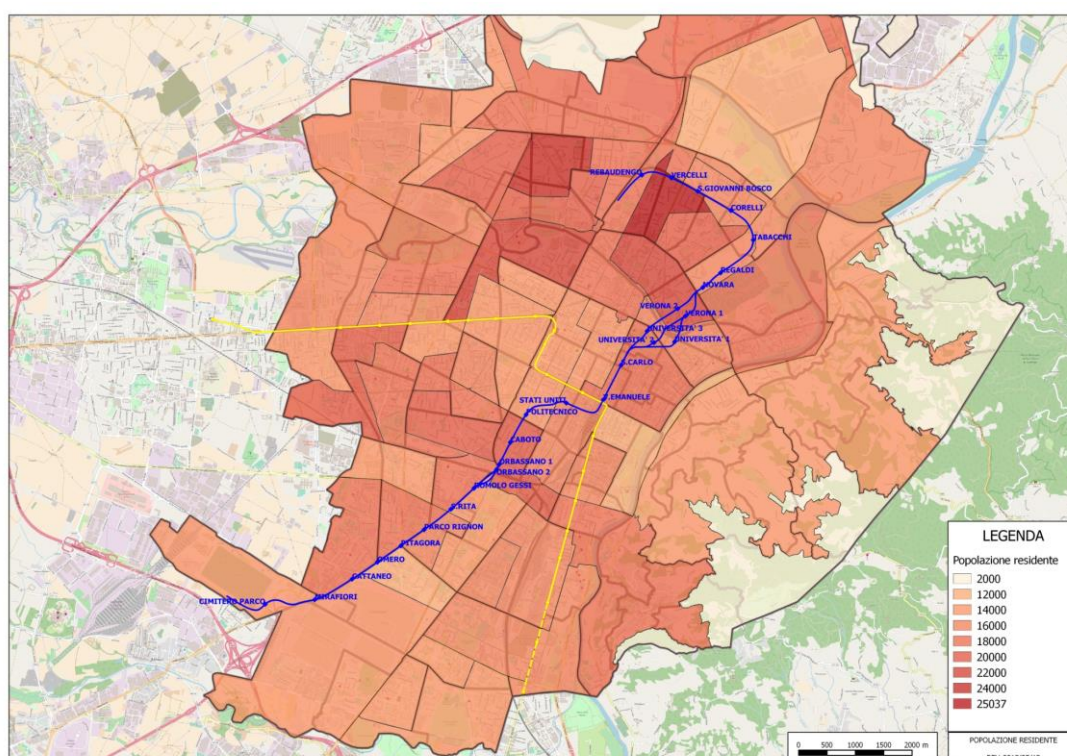 REBAUDENGO
VERCELLI
S.GIOVANNI BOSCO
CORELLI
TABACCHI
REGALDI
NOVARA
VERONA 2
VERONA 1
UNIVERSITA' 3
UNIVERSITA' 2
UNIVERSITA' 1
S.CARLO
V.EMANUELE
STATI UNITI
POLITECNICO
CABOTO
ORBASSANO 1
ORBASSANO 2
ROMOLO GESSI
S.RITA
PARCO RIGNON
PITAGORA
OMERO
CATTANEO
MIRAFIORI
CIMITERO PARCO
LEGENDA
Popolazione residente
2000
12000
14000
16000
18000
20000
22000
24000
25037
0 500 1000 1500 2000 m
POPOLAZIONE RESIDENTE